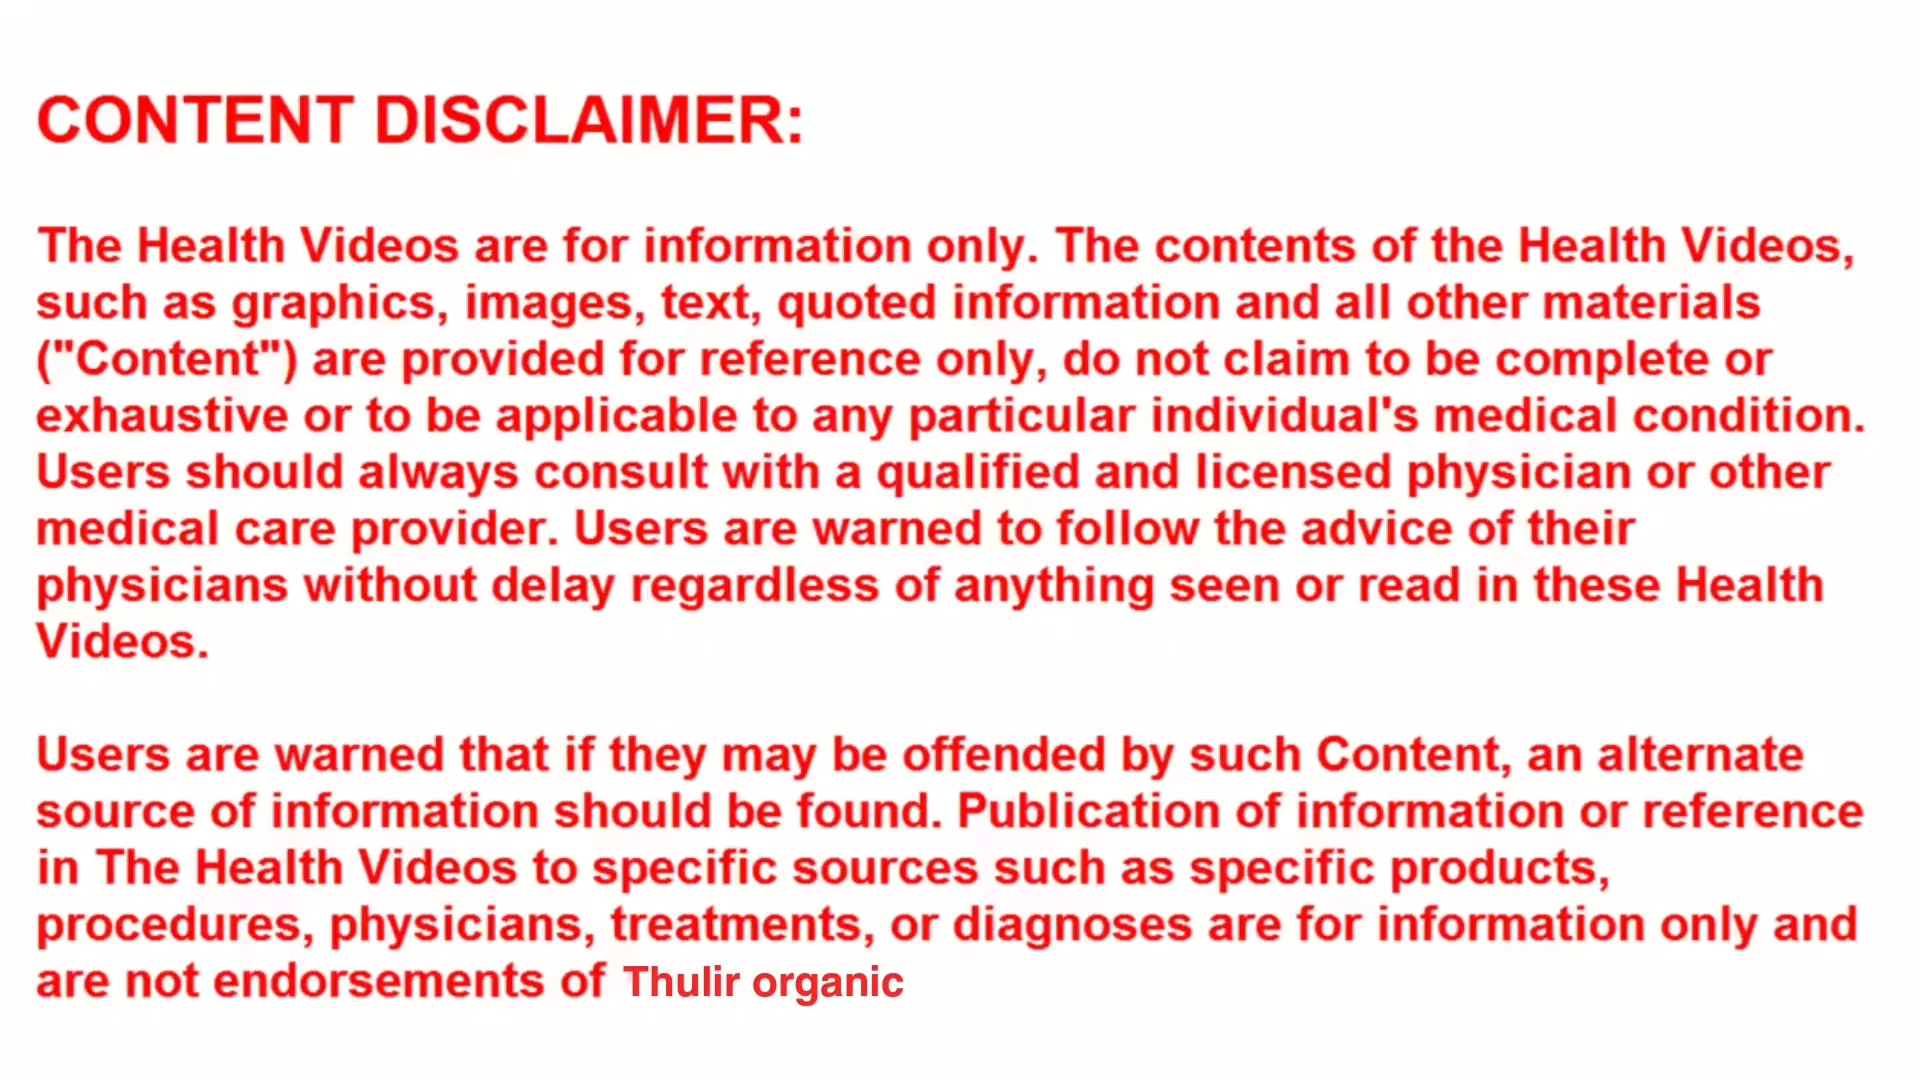 CONTENT DISCLAIMER:
The Health Videos are for information only. The contents of the Health Videos,
such as graphics, images, text, quoted information and all other materials
("Content") are provided for reference only, do not claim to be complete or
exhaustive or to be applicable to any particular individual's medical condition.
Users should always consult with a qualified and licensed physician or other
medical care provider. Users are warned to follow the advice of their
physicians without delay regardless of anything seen or read in these Health
Videos.
Users are warned that if they may be offended by such Content, an alternate
source of information should be found. Publication of information or reference
in The Health Videos to specific sources such as specific products,
procedures, physicians, treatments, or diagnoses are for information only and
are not endorsements of Thulir organic